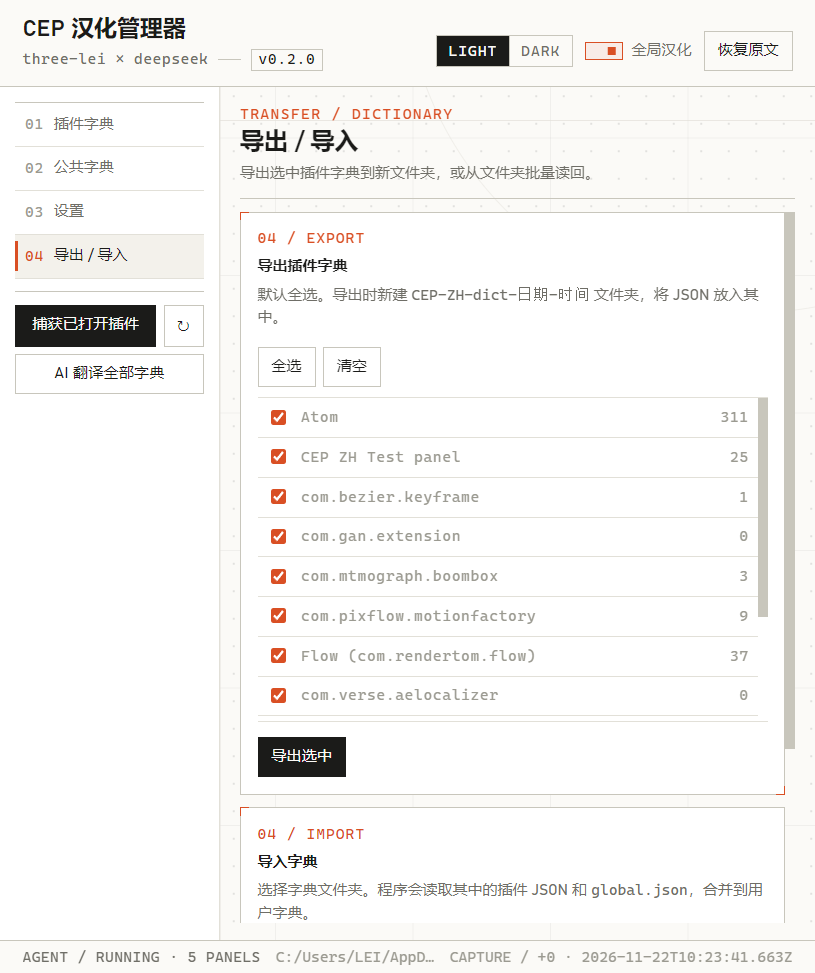 CEP 汉化管理器
three-lei × deepseek v0.2.0
LIGHT DARK 全局汉化 恢复原文
01 插件字典
02 公共字典
03 设置
04 导出 / 导入
捕获已打开插件 ↻
AI 翻译全部字典
TRANSFER / DICTIONARY
导出 / 导入
导出选中插件字典到新文件夹，或从文件夹批量读回。
04 / EXPORT
导出插件字典
默认全选。导出时新建 CEP-ZH-dict-日期-时间 文件夹，将 JSON 放入其
中。
全选 清空
Atom 311
CEP ZH Test panel 25
com.bezier.keyframe 1
com.gan.extension 0
com.mtmograph.boombox 3
com.pixflow.motionfactory 9
Flow (com.rendertom.flow) 37
com.verse.aelocalizer 0
导出选中
04 / IMPORT
导入字典
选择字典文件夹。程序会读取其中的插件 JSON 和 global.json，合并到用
户字典。
AGENT / RUNNING · 5 PANELS C:/Users/LEI/AppD… CAPTURE / +0 · 2026-11-22T10:23:41.663Z